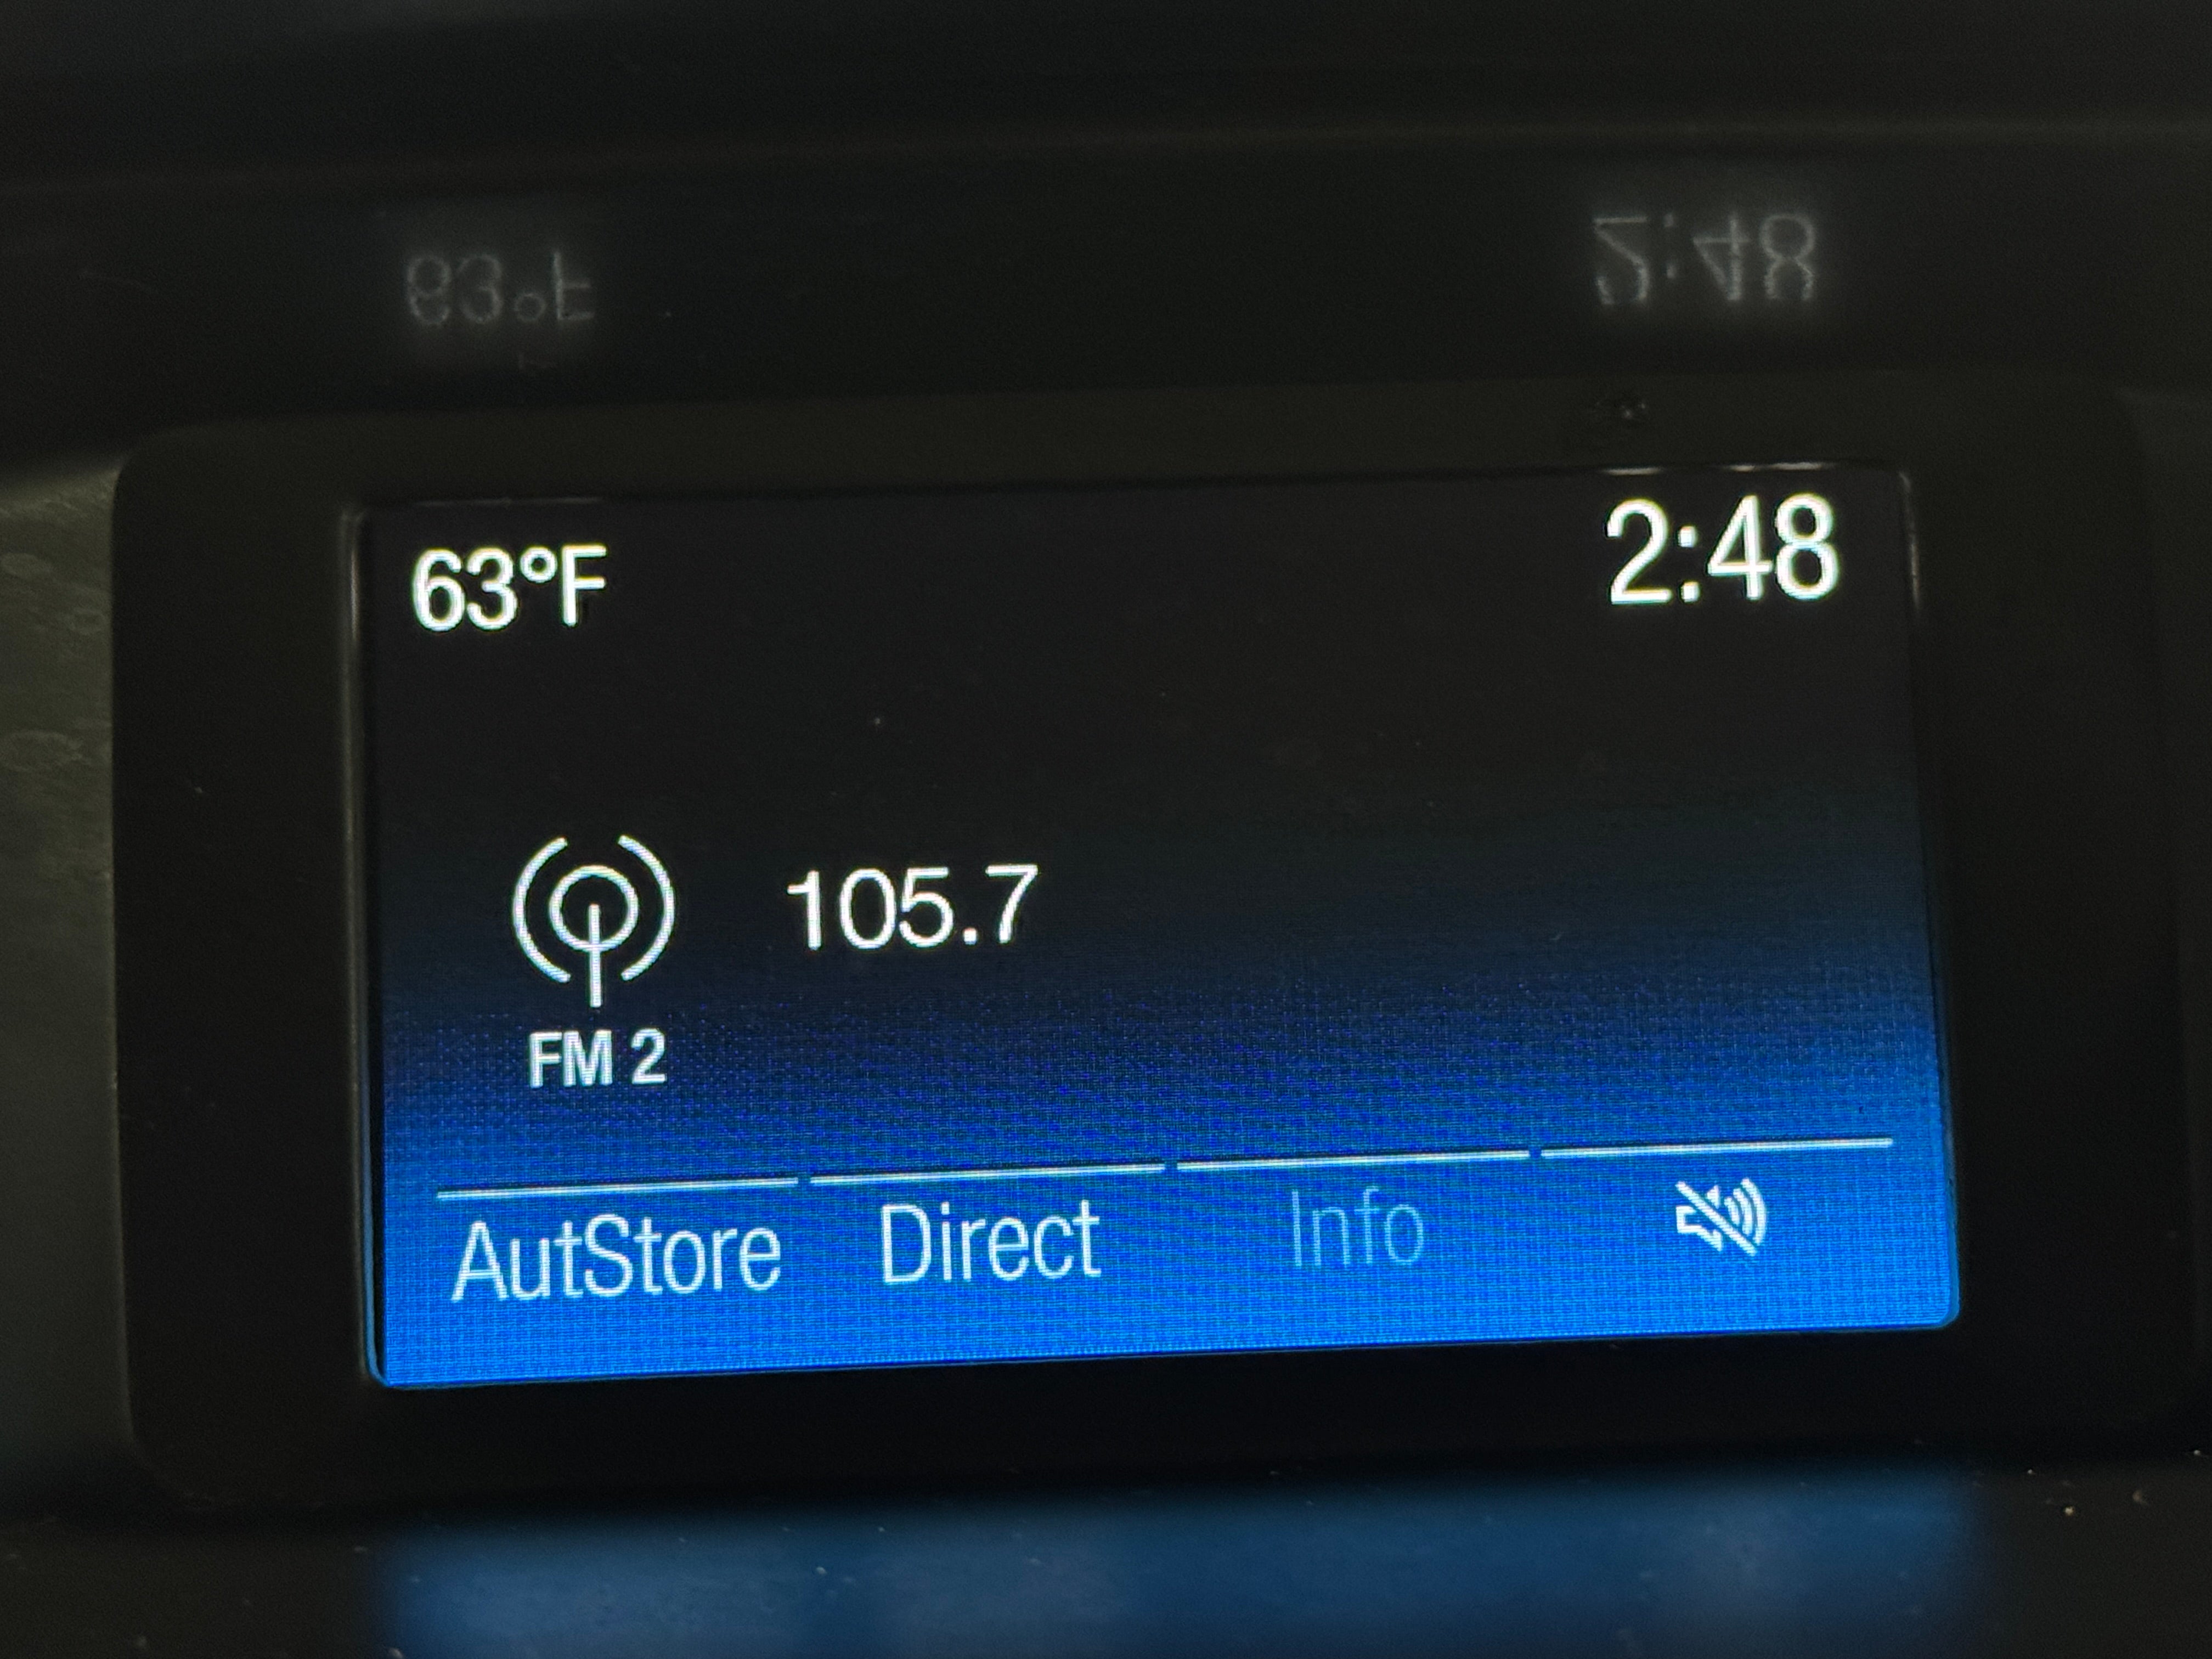 63°F 2:48
105.7
FM 2
AutStore Direct Info